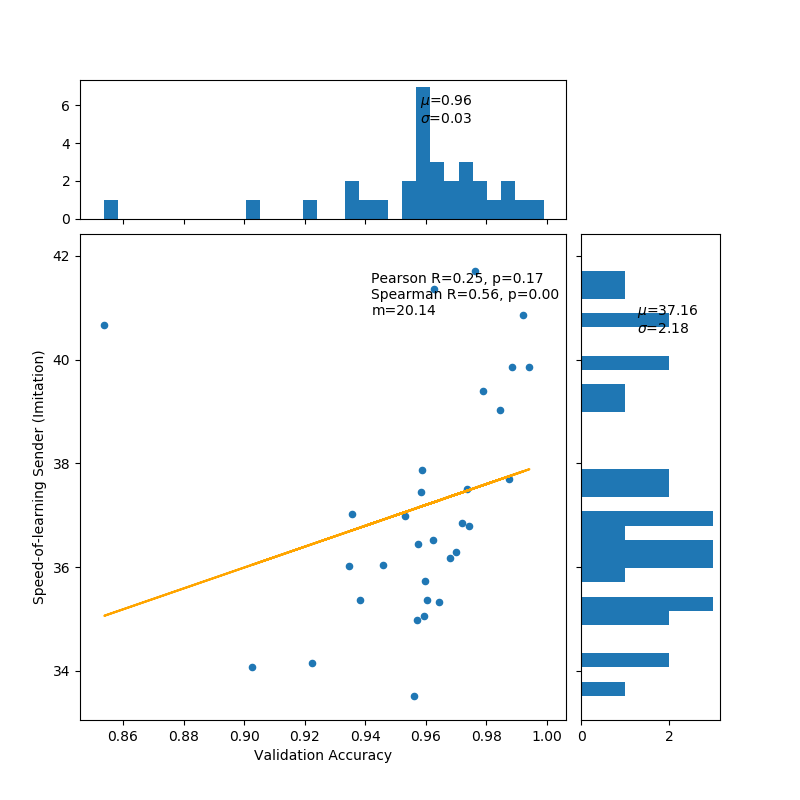 6
4
2
0
μ=0.96
σ=0.03
42
40
38
36
34
Speed-of-learning Sender (Imitation)
Pearson R=0.25, p=0.17
Spearman R=0.56, p=0.00
m=20.14
μ=37.16
σ=2.18
0.86 0.88 0.90 0.92 0.94 0.96 0.98 1.00
0 2
Validation Accuracy